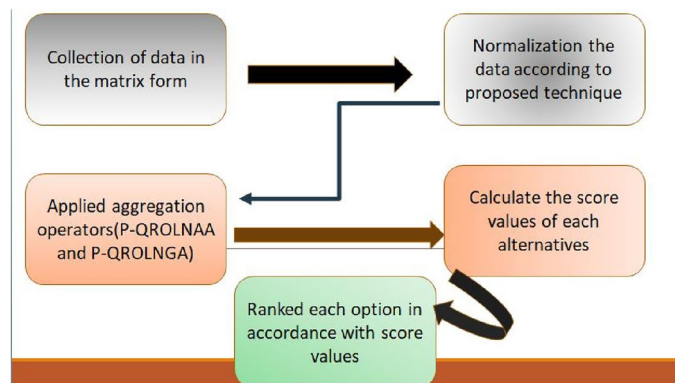 Collection of data in
the matrix form
Normalization the
data according to
proposed technique
Applied aggregation
operators(P-QROLNAA
and P-QROLNGA)
Calculate the score
values of each
alternatives
Ranked each option in
accordance with score
values